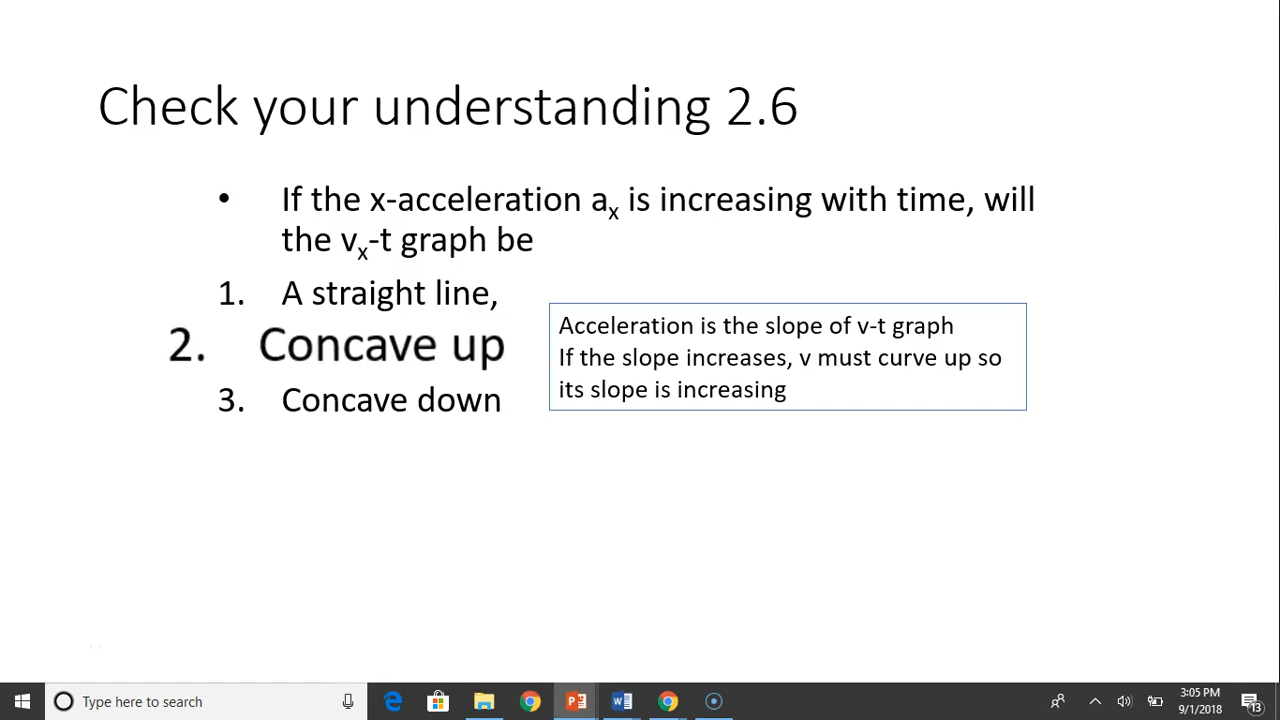 Check your understanding 2.6
• If the x-acceleration aₓ is increasing with time, will
the vₓ-t graph be
1. A straight line,
2. Concave up
3. Concave down
Acceleration is the slope of v-t graph
If the slope increases, v must curve up so
its slope is increasing
Type here to search
3:05 PM
9/1/2018
13